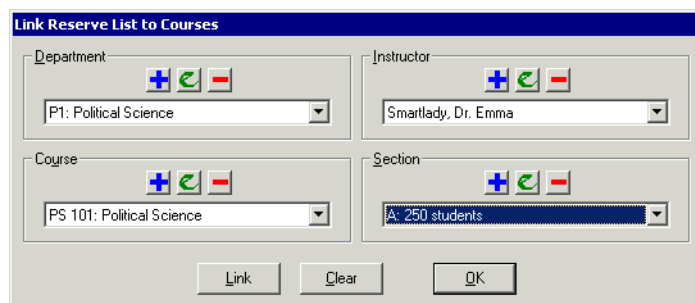 Link Reserve List to Courses
Department
Instructor
P1: Political Science
Smartlady, Dr. Emma
Course
Section
PS 101: Political Science
A: 250 students
Link
Clear
OK